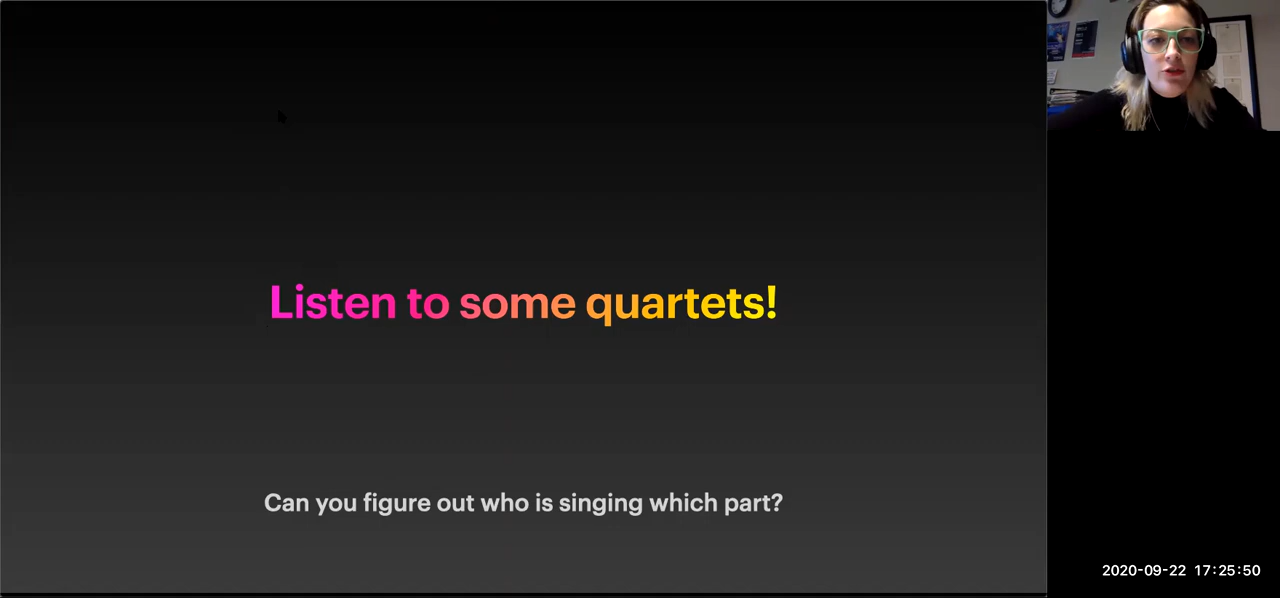 Listen to some quartets!
Can you figure out who is singing which part?
2020-09-22 17:25:50